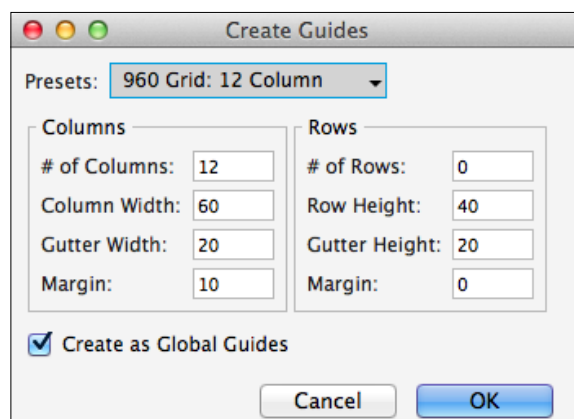 Create Guides
Presets: 960 Grid: 12 Column
Columns
# of Columns: 12
Column Width: 60
Gutter Width: 20
Margin: 10
Rows
# of Rows: 0
Row Height: 40
Gutter Height: 20
Margin: 0
Create as Global Guides
Cancel OK